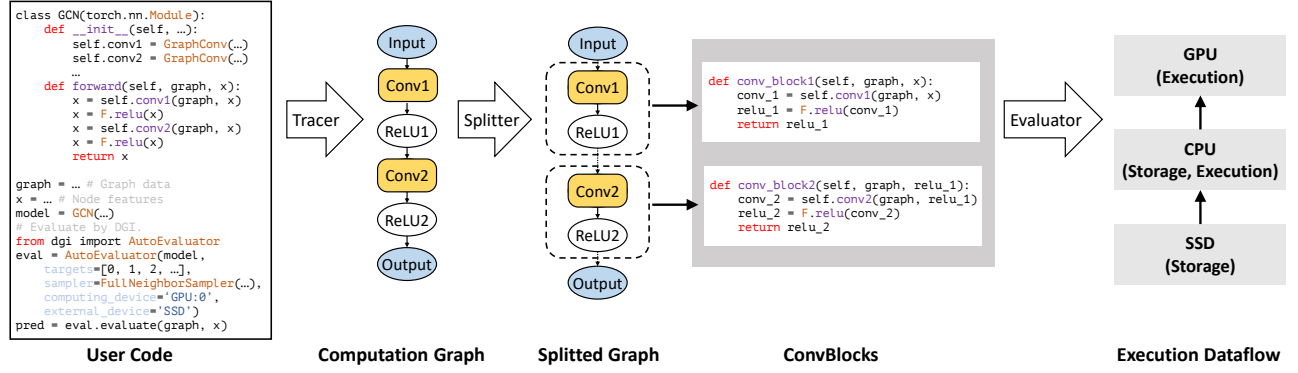 class GCN(torch.nn.Module):
    def __init__(self, …):
        self.conv1 = GraphConv(…)
        self.conv2 = GraphConv(…)
        …
    def forward(self, graph, x):
        x = self.conv1(graph, x)
        x = F.relu(x)
        x = self.conv2(graph, x)
        x = F.relu(x)
        return x
graph = … # Graph data
x = … # Node features
model = GCN(…)
# Evaluate by DGI.
from dgi import AutoEvaluator
eval = AutoEvaluator(model,
    targets=[0, 1, 2, …],
    sampler=FullNeighborSampler(…),
    computing_device='GPU:0',
    external_device='SSD')
pred = eval.evaluate(graph, x)
User Code
Tracer
Input
Conv1
ReLU1
Conv2
ReLU2
Output
Computation Graph
Splitter
Input
Conv1
ReLU1
Conv2
ReLU2
Output
Splitted Graph
def conv_block1(self, graph, x):
    conv_1 = self.conv1(graph, x)
    relu_1 = F.relu(conv_1)
    return relu_1
def conv_block2(self, graph, relu_1):
    conv_2 = self.conv2(graph, relu_1)
    relu_2 = F.relu(conv_2)
    return relu_2
ConvBlocks
Evaluator
GPU
(Execution)
CPU
(Storage, Execution)
SSD
(Storage)
Execution Dataflow